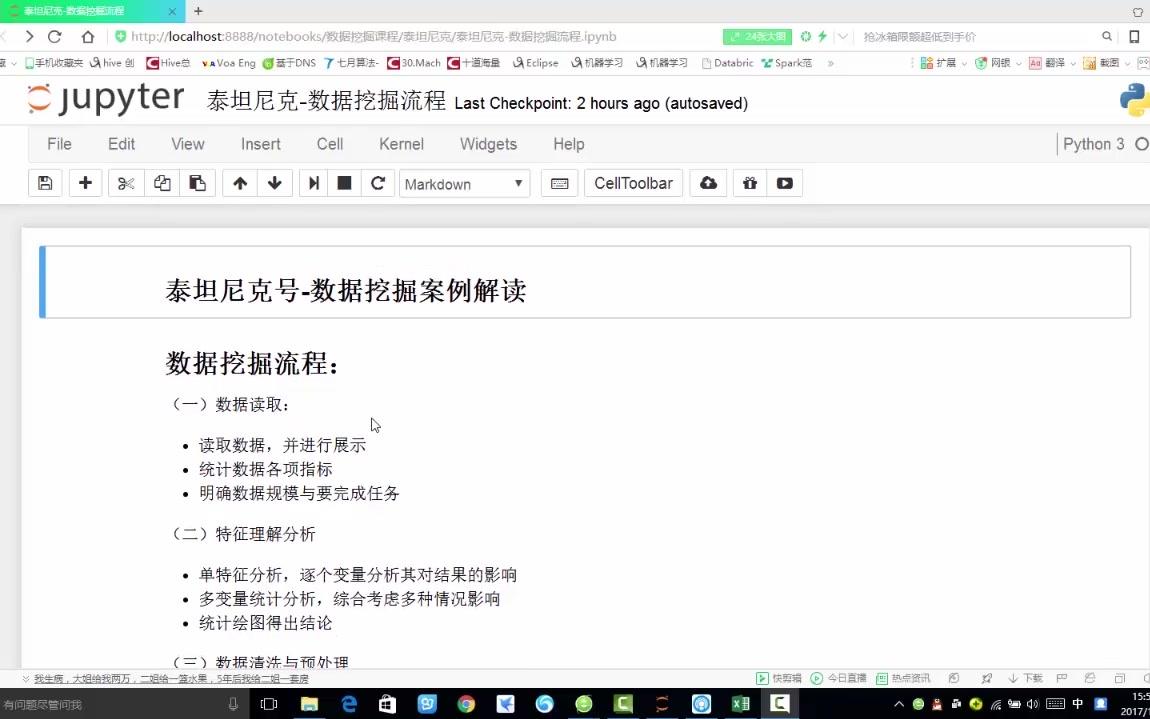 泰坦尼克-数据挖掘流程
http://localhost:8888/notebooks/数据挖掘课程/泰坦尼克/泰坦尼克-数据挖掘流程.ipynb
24张大图
抢冰箱限额超低到手价
手机收藏夹 hive 创 Hive总 Voa Eng 基于DNS 七月算法- 30.Mach 十道海量 Eclipse 机器学习 机器学习 Databric Spark范 » 扩展 网银 翻译 截图
jupyter 泰坦尼克-数据挖掘流程 Last Checkpoint: 2 hours ago (autosaved)
File Edit View Insert Cell Kernel Widgets Help Python 3
Markdown CellToolbar
泰坦尼克号-数据挖掘案例解读
数据挖掘流程：
（一）数据读取：
读取数据，并进行展示
统计数据各项指标
明确数据规模与要完成任务
（二）特征理解分析
单特征分析，逐个变量分析其对结果的影响
多变量统计分析，综合考虑多种情况影响
统计绘图得出结论
（三）数据清洗与预处理
我生病，大姐给我两万，二姐给一篮水果，5年后我给二姐一套房 快剪辑 今日直播 热点资讯 下载
有问题尽管问我 中 15:5
2017/1